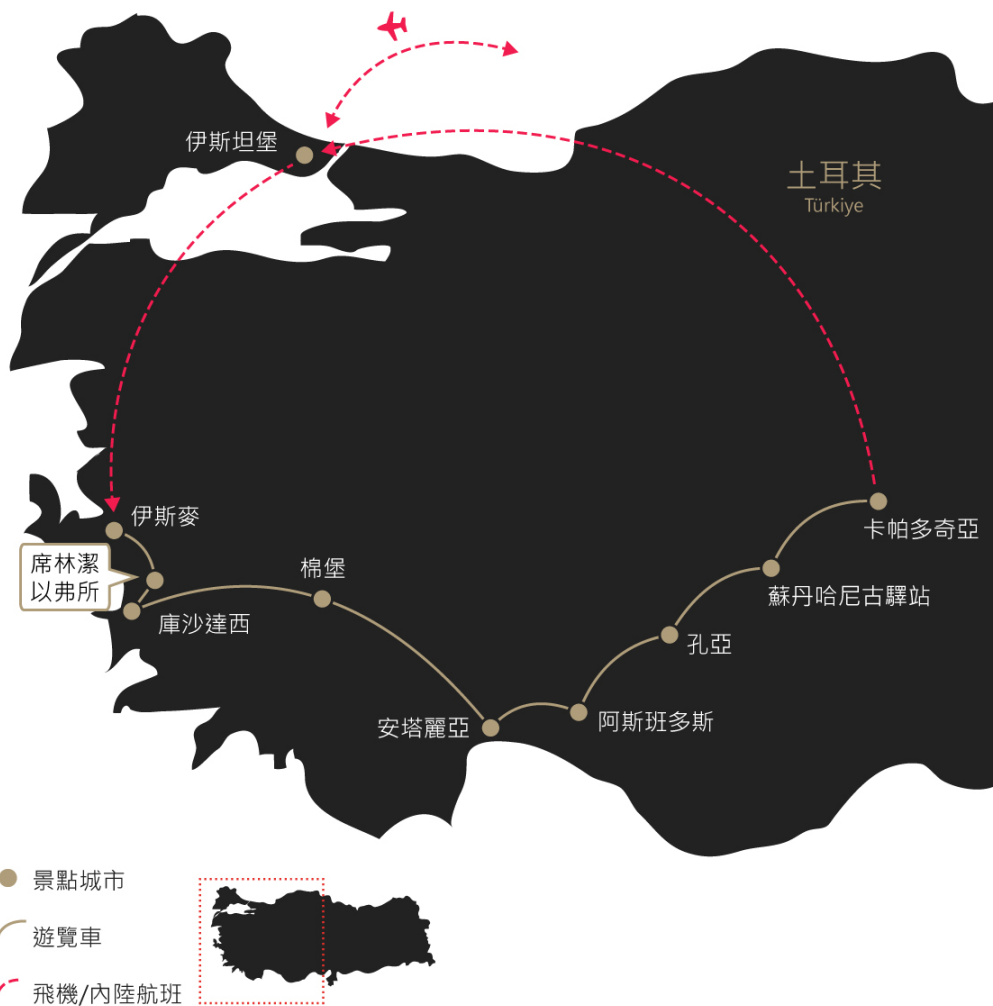 伊斯坦堡
土耳其
Türkiye
伊斯麥
席林潔
以弗所
庫沙達西
棉堡
安塔麗亞
阿斯班多斯
孔亞
蘇丹哈尼古驛站
卡帕多奇亞
景點城市
遊覽車
飛機/內陸航班